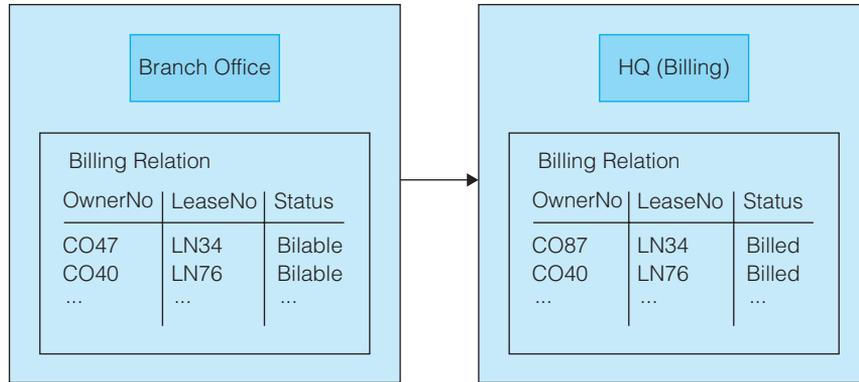 Branch Office
Billing Relation
OwnerNo LeaseNo Status
CO47 LN34 Bilable
CO40 LN76 Bilable
... ... ...
HQ (Billing)
Billing Relation
OwnerNo LeaseNo Status
CO87 LN34 Billed
CO40 LN76 Billed
... ... ...